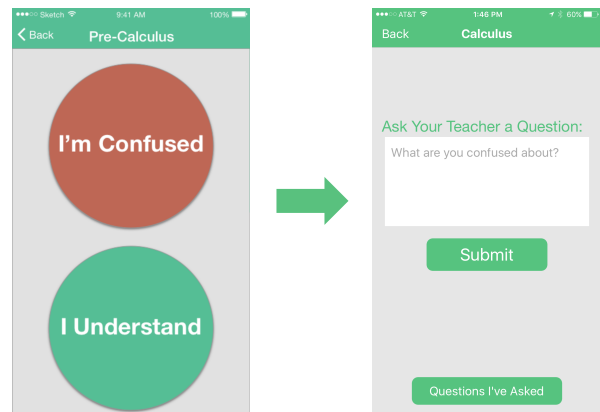 Sketch 9:41 AM 100%
Back Pre-Calculus
I'm Confused
I Understand
AT&T 1:46 PM 60%
Back Calculus
Ask Your Teacher a Question:
What are you confused about?
Submit
Questions I've Asked